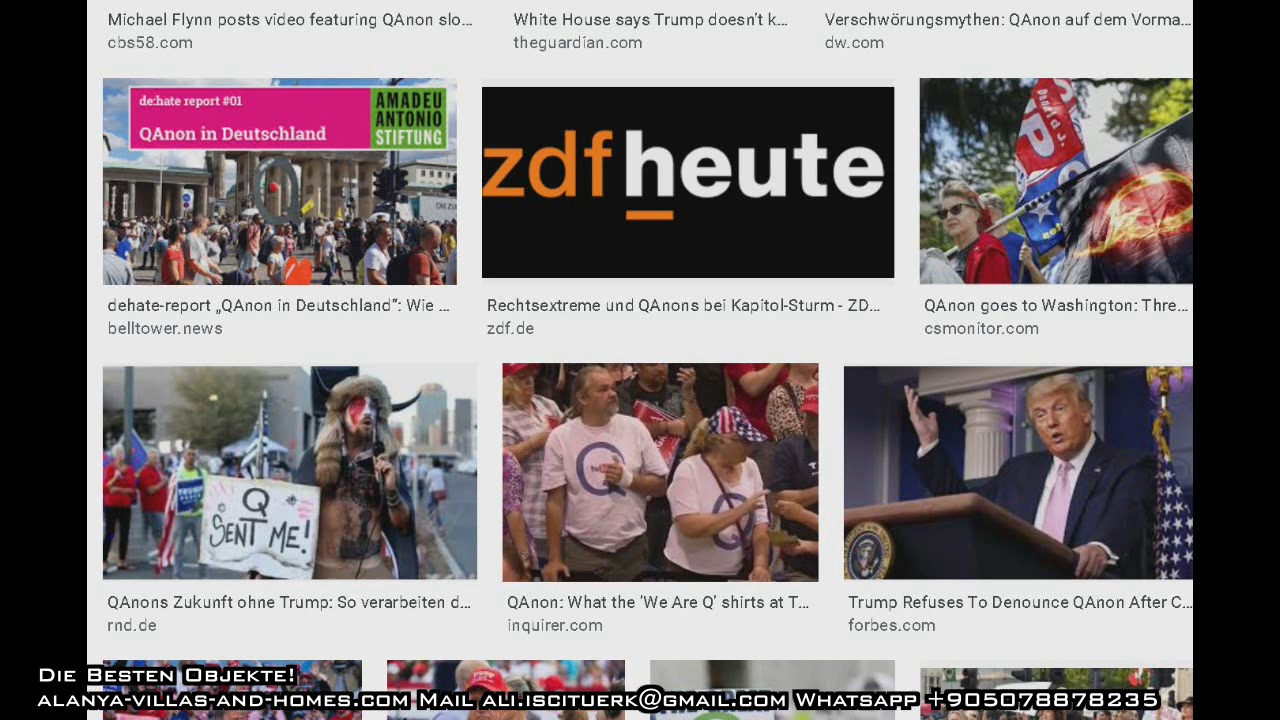 Michael Flynn posts video featuring QAnon slo...
cbs58.com
White House says Trump doesn't k...
theguardian.com
Verschwörungsmythen: QAnon auf dem Vorma...
dw.com
de:hate report #01
QAnon in Deutschland
AMADEU
ANTONIO
STIFTUNG
Q
zdfheute
dehate-report „QAnon in Deutschland“: Wie ...
belltower.news
Rechtsextreme und QAnons bei Kapitol-Sturm - ZD...
zdf.de
QAnon goes to Washington: Thre...
csmonitor.com
TRUMP
Q
SENT ME!
Q
Q
QAnons Zukunft ohne Trump: So verarbeiten d...
rnd.de
QAnon: What the 'We Are Q' shirts at T...
inquirer.com
Trump Refuses To Denounce QAnon After C...
forbes.com
Die Besten Objekte!
alanya-villas-and-homes.com Mail ali.iscituerk@gmail.com Whatsapp +905078878235